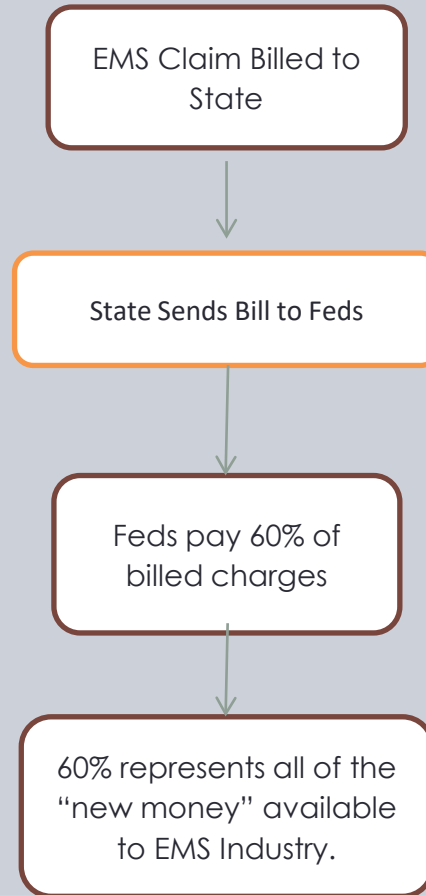 EMS Claim Billed to
State
State Sends Bill to Feds
Feds pay 60% of
billed charges
60% represents all of the
“new money” available
to EMS Industry.